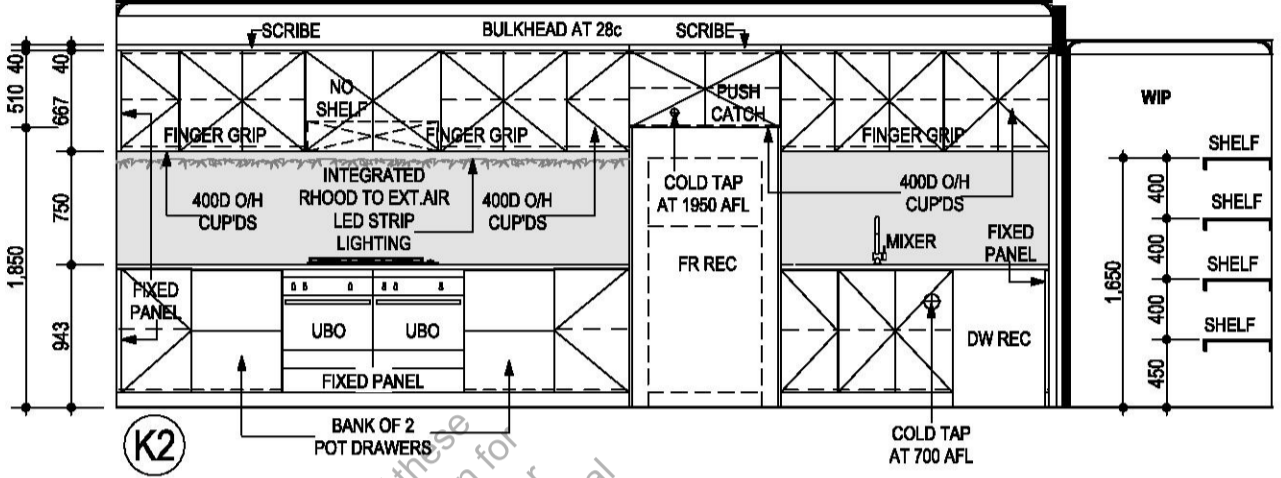 SCRIBE
BULKHEAD AT 28c
SCRIBE
40
40
510
667
NO
SHELF
PUSH
CATCH
WIP
FINGER GRIP
FINGER GRIP
FINGER GRIP
SHELF
INTEGRATED
RHOOD TO EXT.AIR
LED STRIP
LIGHTING
400D O/H
CUP'DS
400D O/H
CUP'DS
COLD TAP
AT 1950 AFL
400D O/H
CUP'DS
400
SHELF
750
MIXER
FIXED
PANEL
400
SHELF
1,850
FR REC
1,650
FIXED
PANEL
400
SHELF
943
UBO
UBO
DW REC
450
FIXED PANEL
K2
BANK OF 2
POT DRAWERS
COLD TAP
AT 700 AFL
these
for